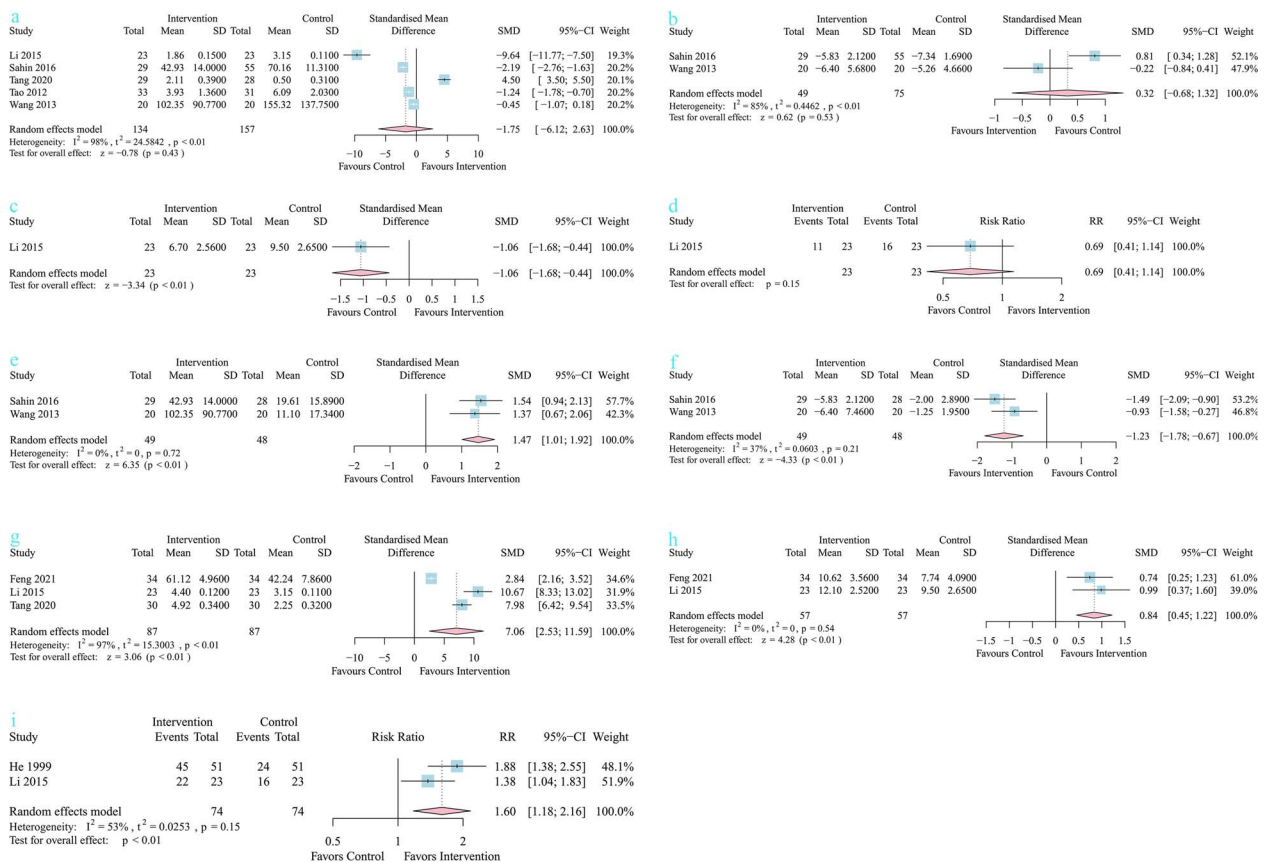 a
Intervention Control Standardised Mean
Study Total Mean SD Total Mean SD Difference SMD 95%−CI Weight
Li 2015 23 1.86 0.1500 23 3.15 0.1100 −9.64 [−11.77; −7.50] 19.3%
Sahin 2016 29 42.93 14.0000 55 70.16 11.3100 −2.19 [ −2.76; −1.63] 20.2%
Tang 2020 29 2.11 0.3900 28 0.50 0.3100 4.50 [ 3.50; 5.50] 20.1%
Tao 2012 33 3.93 1.3600 31 6.09 2.0300 −1.24 [ −1.78; −0.70] 20.2%
Wang 2013 20 102.35 90.7700 20 155.32 137.7500 −0.45 [ −1.07; 0.18] 20.2%
Random effects model 134 157 −1.75 [ −6.12; 2.63] 100.0%
Heterogeneity: I² = 98% , t² = 24.5842 , p < 0.01
Test for overall effect: z = −0.78 (p = 0.43 )
−10 −5 0 5 10
Favours Control Favours Intervention
b
Intervention Control Standardised Mean
Study Total Mean SD Total Mean SD Difference SMD 95%−CI Weight
Sahin 2016 29 −5.83 2.1200 55 −7.34 1.6900 0.81 [ 0.34; 1.28] 52.1%
Wang 2013 20 −6.40 5.6800 20 −5.26 4.6600 −0.22 [−0.84; 0.41] 47.9%
Random effects model 49 75 0.32 [−0.68; 1.32] 100.0%
Heterogeneity: I² = 85% , t² = 0.4462 , p < 0.01
Test for overall effect: z = 0.62 (p = 0.53 )
−1 −0.5 0 0.5 1
Favours Intervention Favours Control
c
Intervention Control Standardised Mean
Study Total Mean SD Total Mean SD Difference SMD 95%−CI Weight
Li 2015 23 6.70 2.5600 23 9.50 2.6500 −1.06 [−1.68; −0.44] 100.0%
Random effects model 23 23 −1.06 [−1.68; −0.44] 100.0%
Test for overall effect: z = −3.34 (p < 0.01 )
−1.5 −1 −0.5 0 0.5 1 1.5
Favours Control Favours Intervention
d
Intervention Control
Study Events Total Events Total Risk Ratio RR 95%−CI Weight
Li 2015 11 23 16 23 0.69 [0.41; 1.14] 100.0%
Random effects model 23 23 0.69 [0.41; 1.14] 100.0%
Test for overall effect: p = 0.15
0.5 1 2
Favors Control Favors Intervention
e
Intervention Control Standardised Mean
Study Total Mean SD Total Mean SD Difference SMD 95%−CI Weight
Sahin 2016 29 42.93 14.0000 28 19.61 15.8900 1.54 [0.94; 2.13] 57.7%
Wang 2013 20 102.35 90.7700 20 11.10 17.3400 1.37 [0.67; 2.06] 42.3%
Random effects model 49 48 1.47 [1.01; 1.92] 100.0%
Heterogeneity: I² = 0% , t² = 0 , p = 0.72
Test for overall effect: z = 6.35 (p < 0.01 )
−2 −1 0 1 2
Favours Control Favours Intervention
f
Intervention Control Standardised Mean
Study Total Mean SD Total Mean SD Difference SMD 95%−CI Weight
Sahin 2016 29 −5.83 2.1200 28 −2.00 2.8900 −1.49 [−2.09; −0.90] 53.2%
Wang 2013 20 −6.40 7.4600 20 −1.25 1.9500 −0.93 [−1.58; −0.27] 46.8%
Random effects model 49 48 −1.23 [−1.78; −0.67] 100.0%
Heterogeneity: I² = 37% , t² = 0.0603 , p = 0.21
Test for overall effect: z = −4.33 (p < 0.01 )
−2 −1 0 1 2
Favours Intervention Favours Control
g
Intervention Control Standardised Mean
Study Total Mean SD Total Mean SD Difference SMD 95%−CI Weight
Feng 2021 34 61.12 4.9600 34 42.24 7.8600 2.84 [2.16; 3.52] 34.6%
Li 2015 23 4.40 0.1200 23 3.15 0.1100 10.67 [8.33; 13.02] 31.9%
Tang 2020 30 4.92 0.3400 30 2.25 0.3200 7.98 [6.42; 9.54] 33.5%
Random effects model 87 87 7.06 [2.53; 11.59] 100.0%
Heterogeneity: I² = 97% , t² = 15.3003 , p < 0.01
Test for overall effect: z = 3.06 (p < 0.01 )
−10 −5 0 5 10
Favours Control Favours Intervention
h
Intervention Control Standardised Mean
Study Total Mean SD Total Mean SD Difference SMD 95%−CI Weight
Feng 2021 34 10.62 3.5600 34 7.74 4.0900 0.74 [0.25; 1.23] 61.0%
Li 2015 23 12.10 2.5200 23 9.50 2.6500 0.99 [0.37; 1.60] 39.0%
Random effects model 57 57 0.84 [0.45; 1.22] 100.0%
Heterogeneity: I² = 0% , t² = 0 , p = 0.54
Test for overall effect: z = 4.28 (p < 0.01 )
−1.5 −1 −0.5 0 0.5 1 1.5
Favours Control Favours Intervention
i
Intervention Control
Study Events Total Events Total Risk Ratio RR 95%−CI Weight
He 1999 45 51 24 51 1.88 [1.38; 2.55] 48.1%
Li 2015 22 23 16 23 1.38 [1.04; 1.83] 51.9%
Random effects model 74 74 1.60 [1.18; 2.16] 100.0%
Heterogeneity: I² = 53% , t² = 0.0253 , p = 0.15
Test for overall effect: p < 0.01
0.5 1 2
Favors Control Favors Intervention